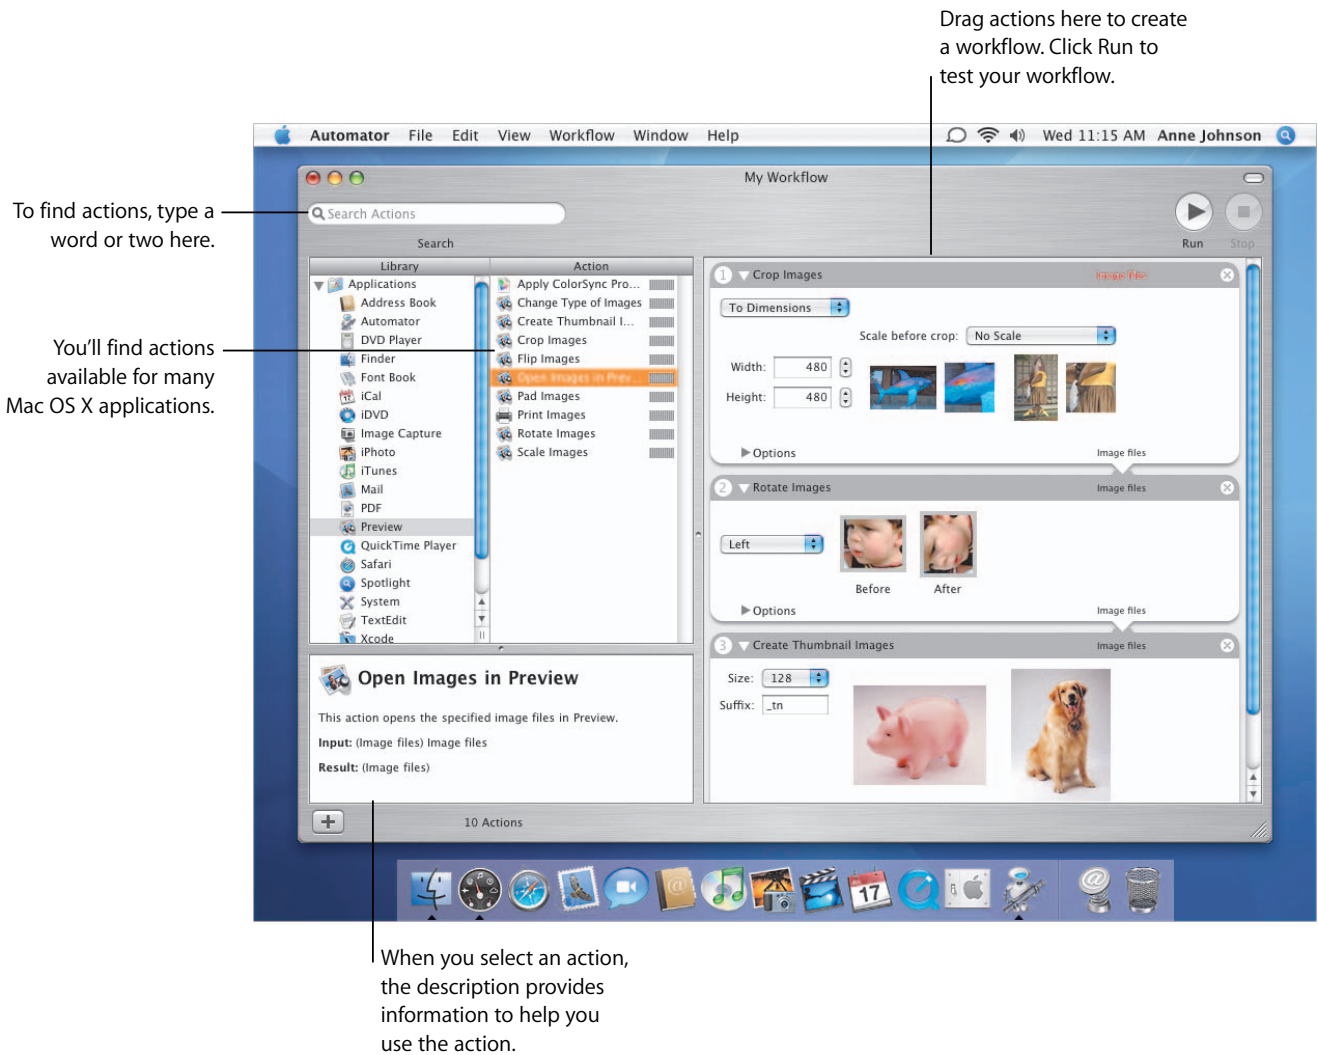 Drag actions here to create
a workflow. Click Run to
test your workflow.
Automator File Edit View Workflow Window Help Wed 11:15 AM Anne Johnson
My Workflow
To find actions, type a
word or two here.
Search Actions
Search
Run
Stop
Library
Action
You'll find actions
available for many
Mac OS X applications.
Applications
Address Book
Automator
DVD Player
Finder
Font Book
iCal
iDVD
Image Capture
iPhoto
iTunes
Mail
PDF
Preview
QuickTime Player
Safari
Spotlight
System
TextEdit
Xcode
Apply ColorSync Pro...
Change Type of Images
Create Thumbnail I...
Crop Images
Flip Images
Open Images in Prev...
Pad Images
Print Images
Rotate Images
Scale Images
1 Crop Images Image files
To Dimensions
Scale before crop: No Scale
Width: 480
Height: 480
Options Image files
2 Rotate Images Image files
Left
Before After
Options Image files
3 Create Thumbnail Images Image files
Size: 128
Suffix: _tn
Open Images in Preview
This action opens the specified image files in Preview.
Input: (Image files) Image files
Result: (Image files)
10 Actions
17
When you select an action,
the description provides
information to help you
use the action.